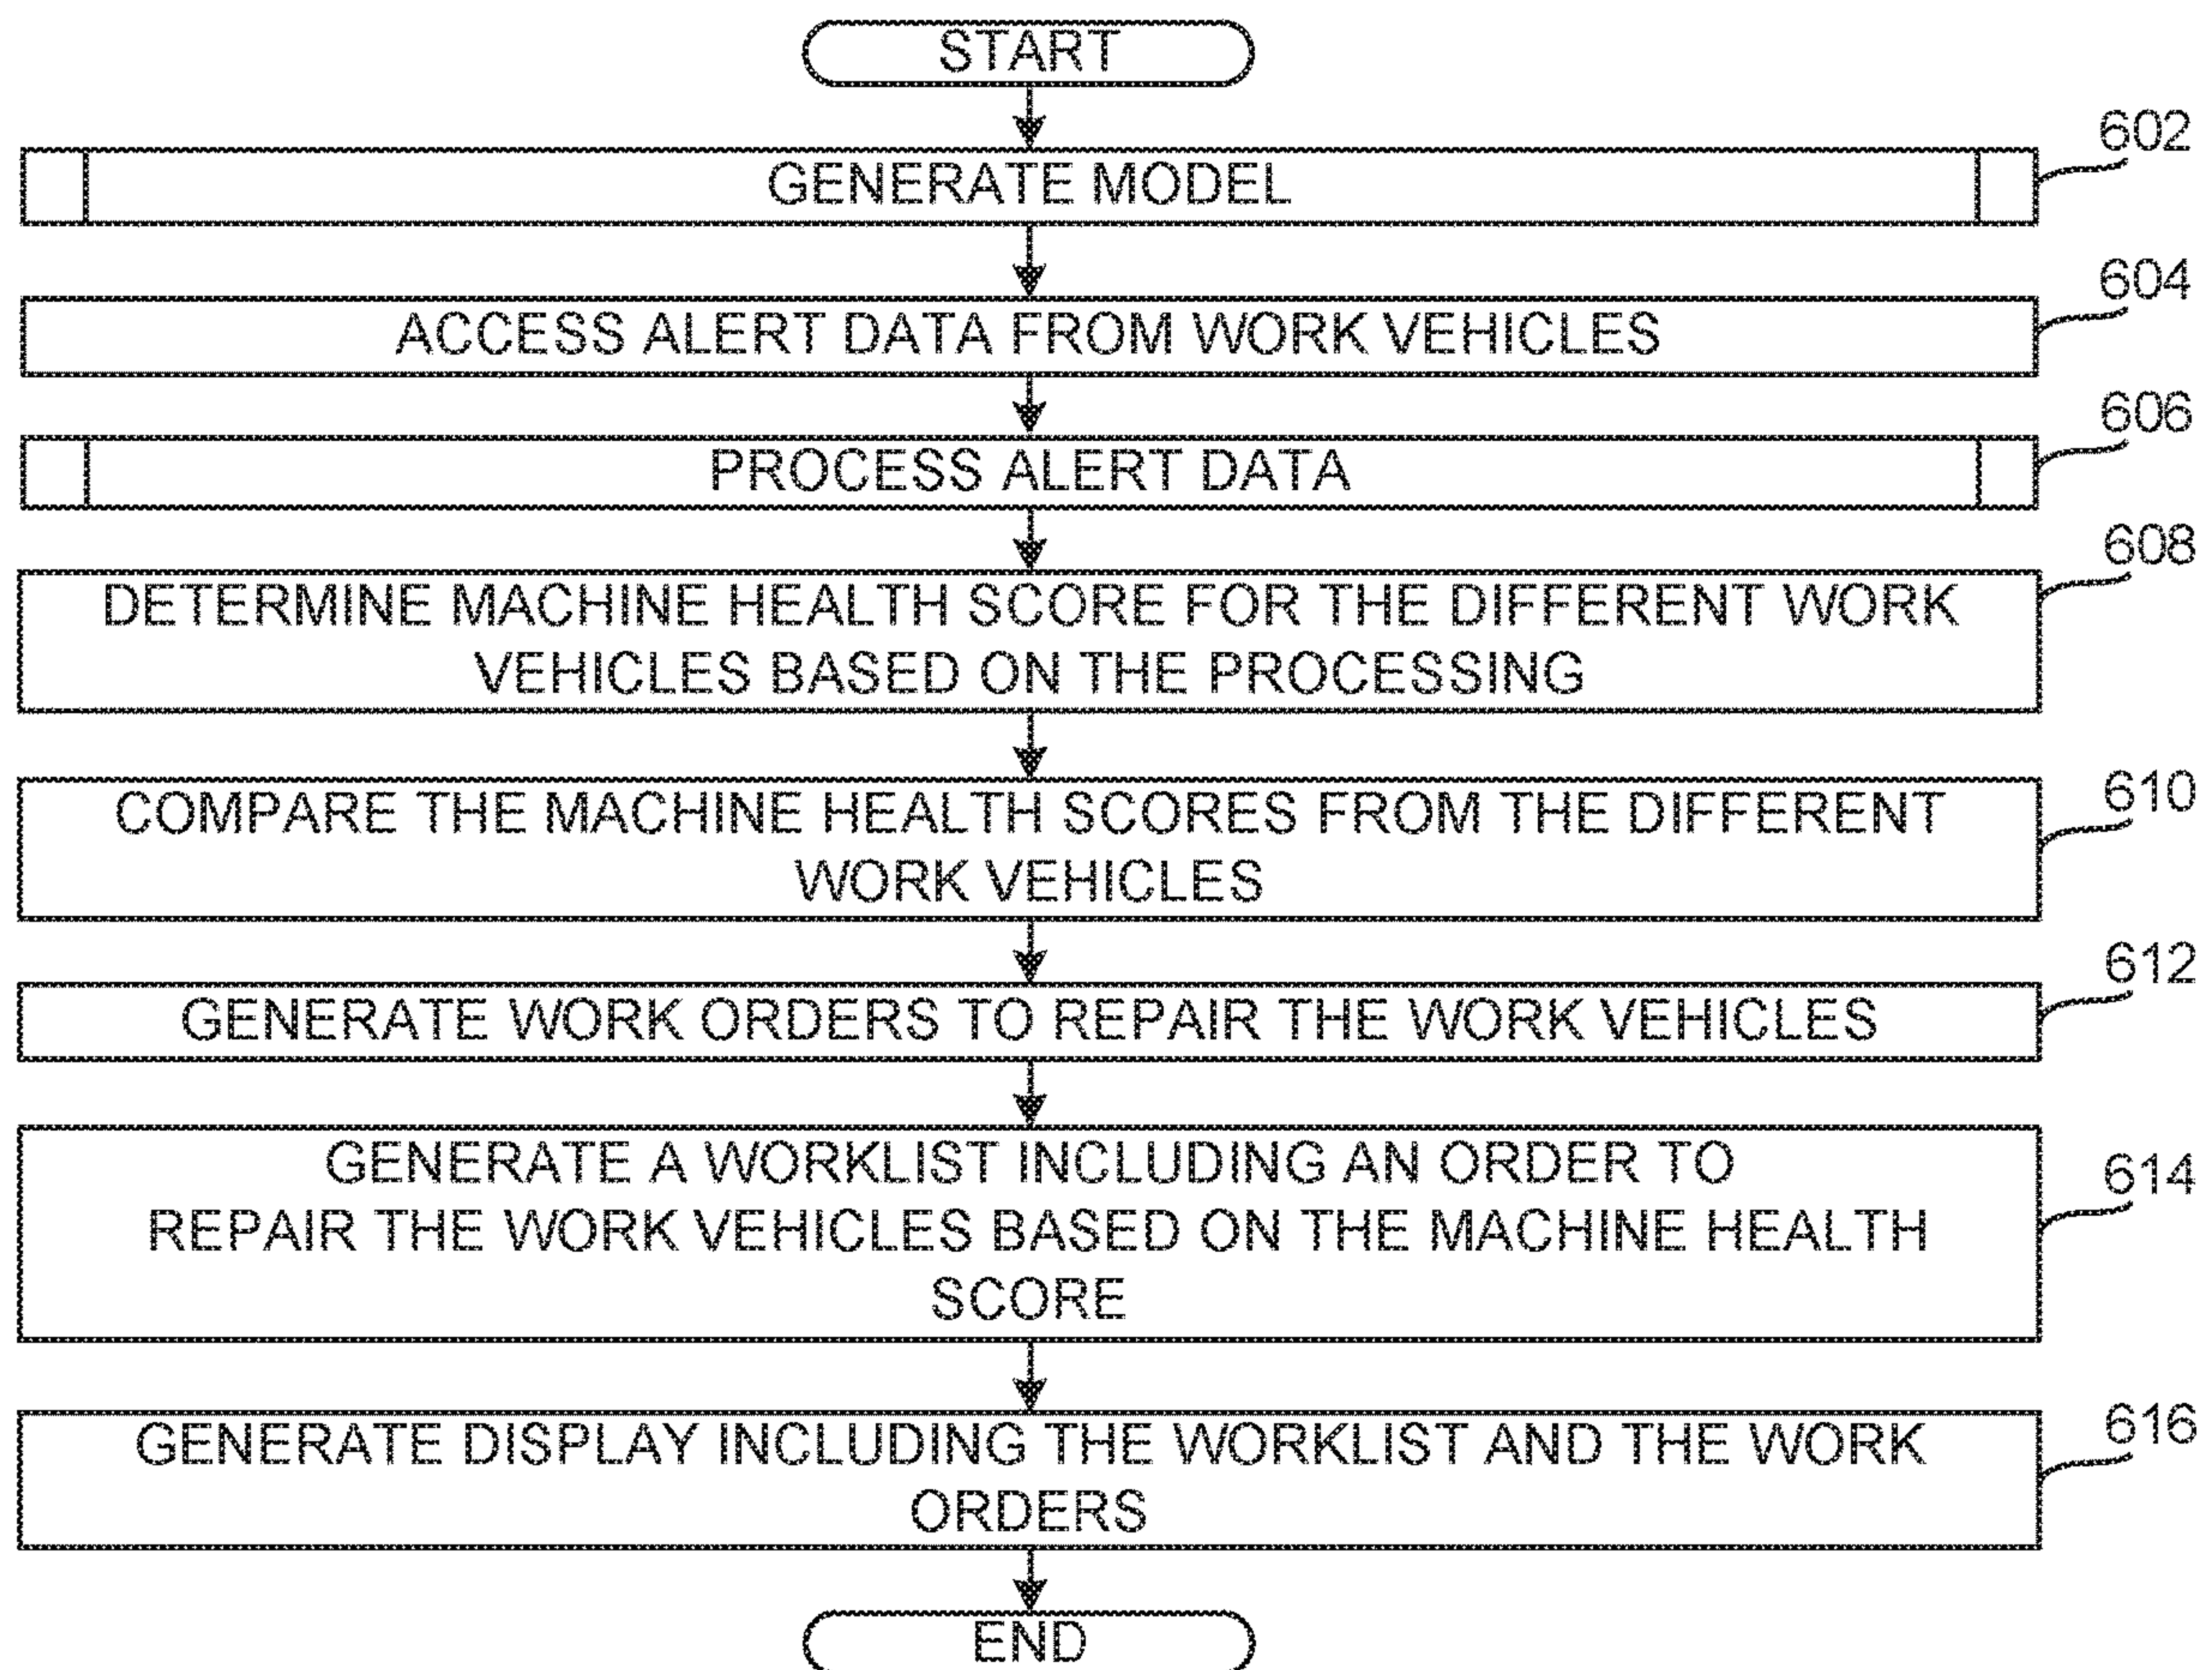 START
602
GENERATE MODEL
604
ACCESS ALERT DATA FROM WORK VEHICLES
606
PROCESS ALERT DATA
608
DETERMINE MACHINE HEALTH SCORE FOR THE DIFFERENT WORK
VEHICLES BASED ON THE PROCESSING
610
COMPARE THE MACHINE HEALTH SCORES FROM THE DIFFERENT
WORK VEHICLES
612
GENERATE WORK ORDERS TO REPAIR THE WORK VEHICLES
614
GENERATE A WORKLIST INCLUDING AN ORDER TO
REPAIR THE WORK VEHICLES BASED ON THE MACHINE HEALTH
SCORE
616
GENERATE DISPLAY INCLUDING THE WORKLIST AND THE WORK
ORDERS
END